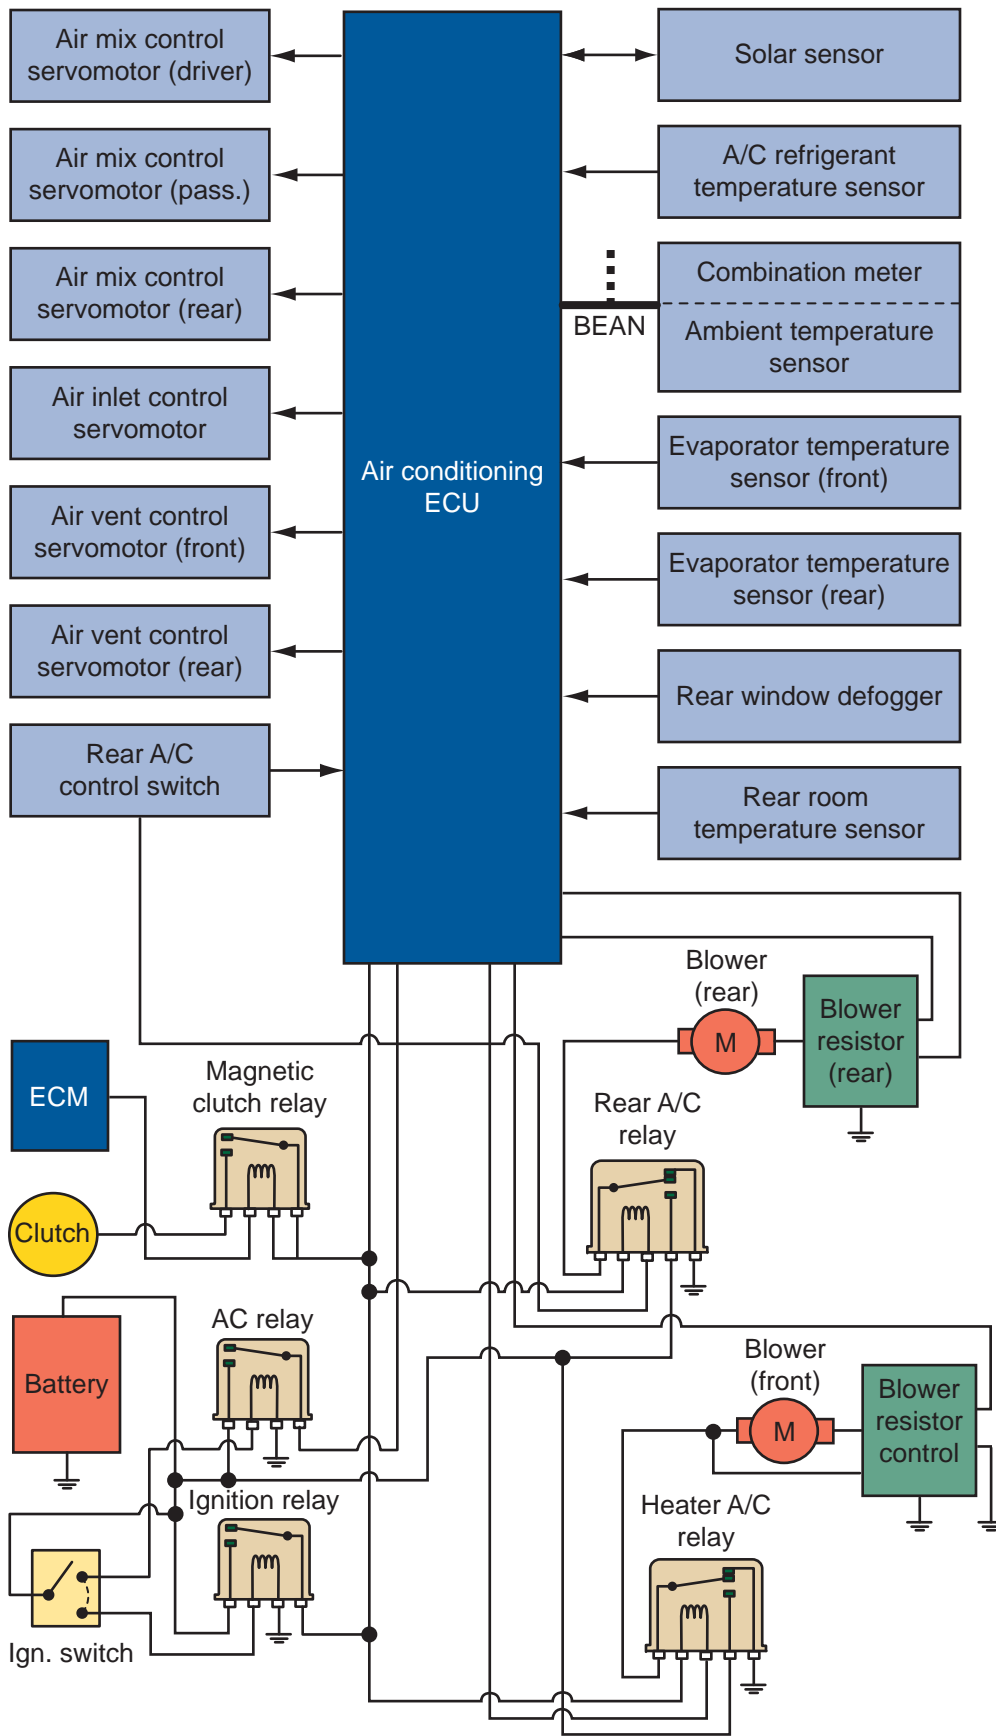 Air mix control
servomotor (driver)
Air mix control
servomotor (pass.)
Air mix control
servomotor (rear)
Air inlet control
servomotor
Air vent control
servomotor (front)
Air vent control
servomotor (rear)
Rear A/C
control switch
Air conditioning
ECU
Solar sensor
A/C refrigerant
temperature sensor
Combination meter
BEAN
Ambient temperature
sensor
Evaporator temperature
sensor (front)
Evaporator temperature
sensor (rear)
Rear window defogger
Rear room
temperature sensor
Blower
(rear)
M
Blower
resistor
(rear)
ECM
Magnetic
clutch relay
Rear A/C
relay
Clutch
AC relay
Battery
Blower
(front)
M
Blower
resistor
control
Ignition relay
Heater A/C
relay
Ign. switch